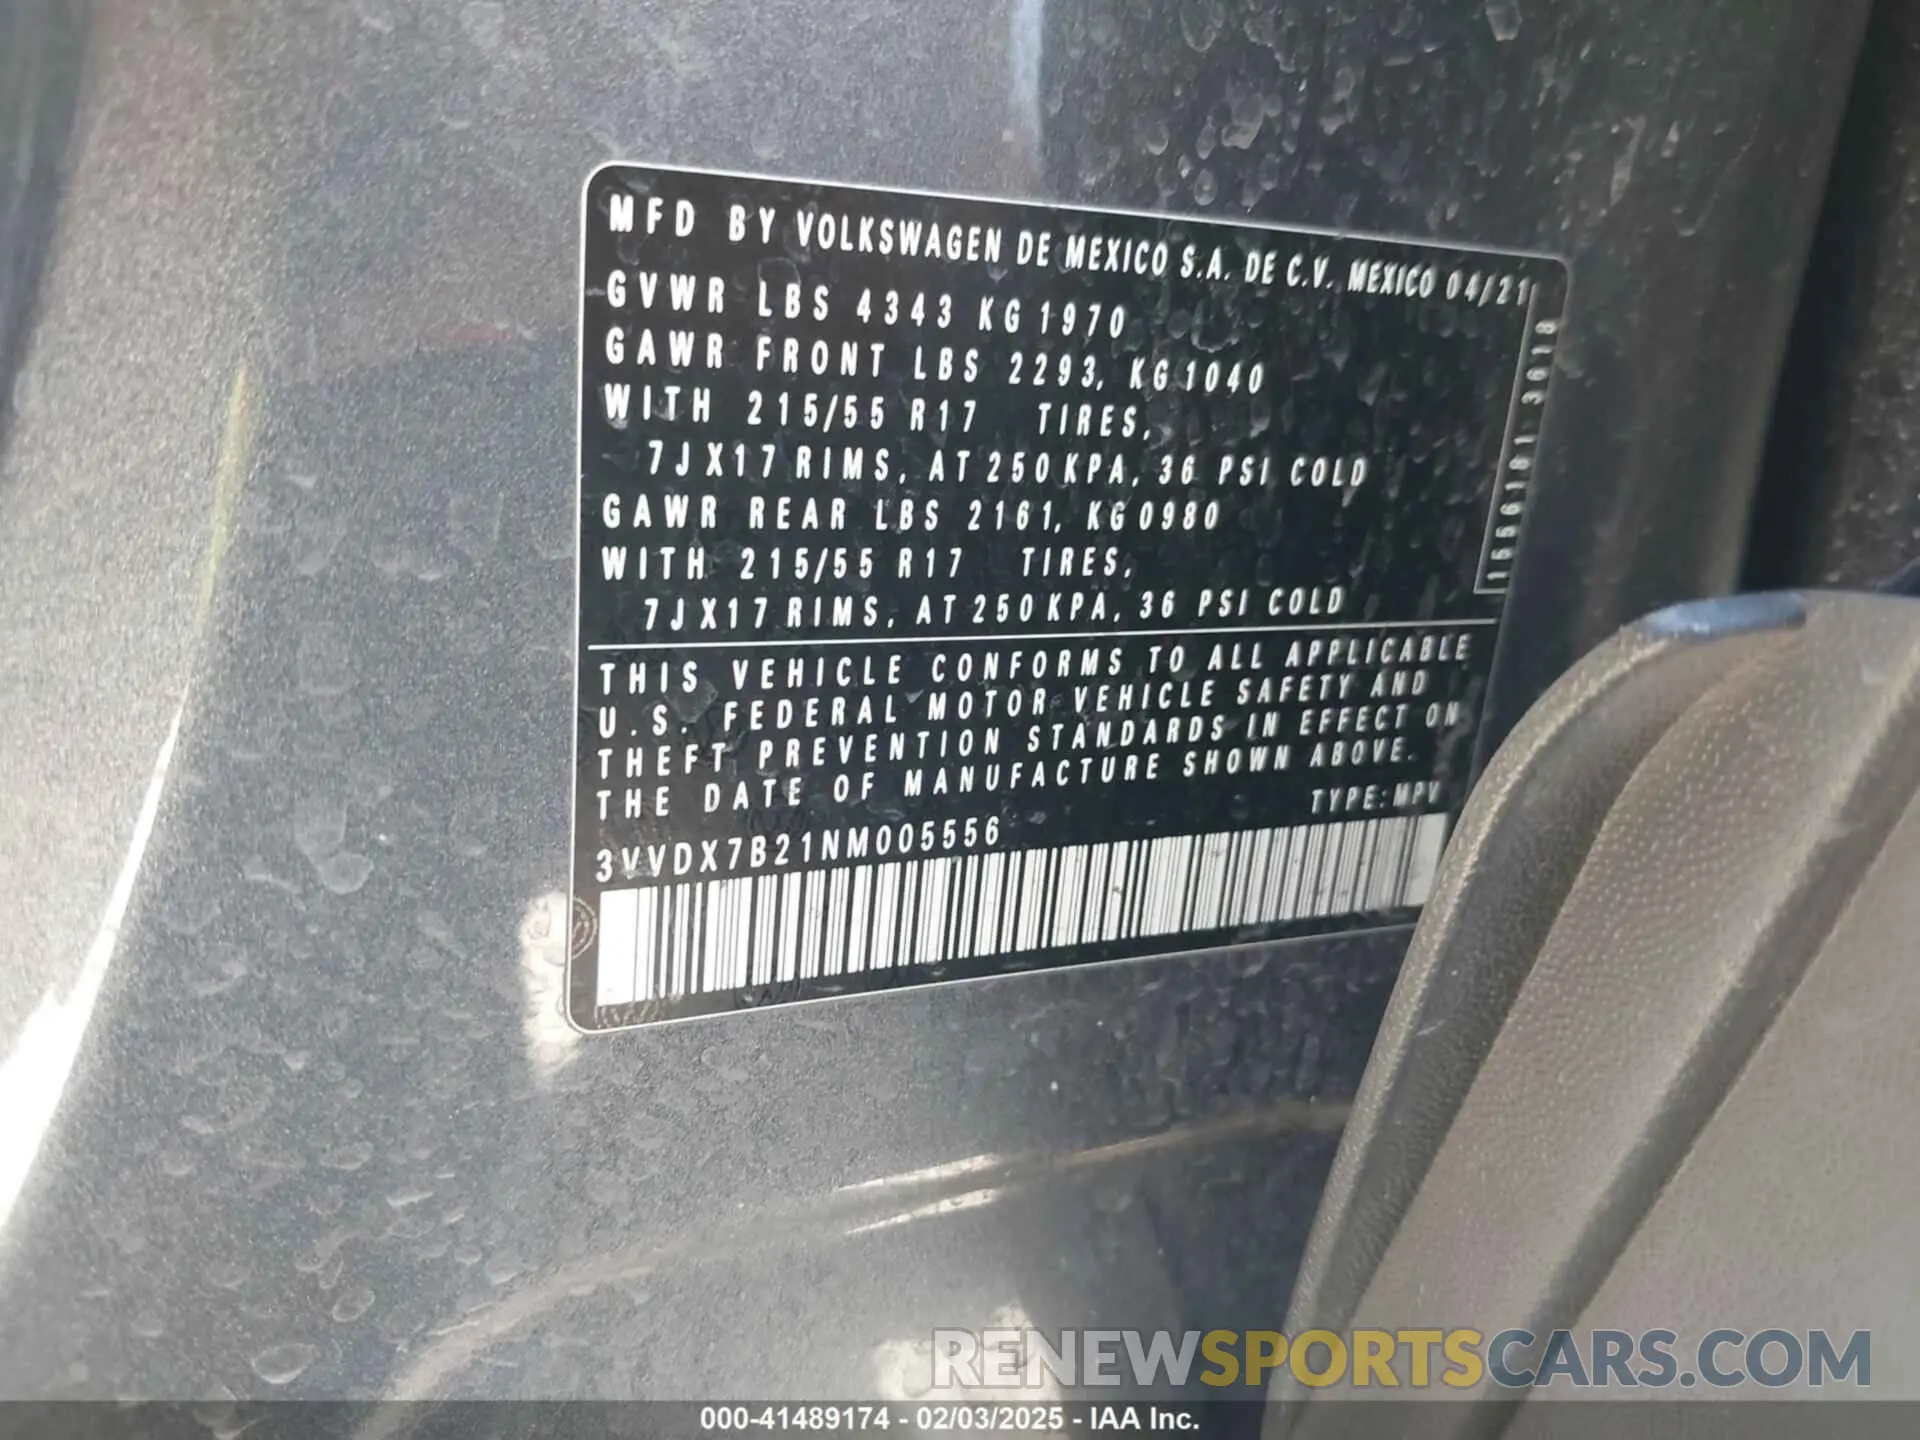 MFD BY VOLKSWAGEN DE MEXICO S.A. DE C.V. MEXICO 04/21
GVWR LBS 4343 KG 1970
GAWR FRONT LBS 2293, KG 1040
WITH 215/55 R17 TIRES,
7JX17 RIMS, AT 250 KPA, 36 PSI COLD
GAWR REAR LBS 2161, KG 0980
WITH 215/55 R17 TIRES,
7JX17 RIMS, AT 250 KPA, 36 PSI COLD
THIS VEHICLE CONFORMS TO ALL APPLICABLE
U.S. FEDERAL MOTOR VEHICLE SAFETY AND
THEFT PREVENTION STANDARDS IN EFFECT ON
THE DATE OF MANUFACTURE SHOWN ABOVE.
TYPE: MPV
3VVDX7B21NM005556
RENEWSPORTSCARS.COM
000-41489174 - 02/03/2025 - IAA Inc.